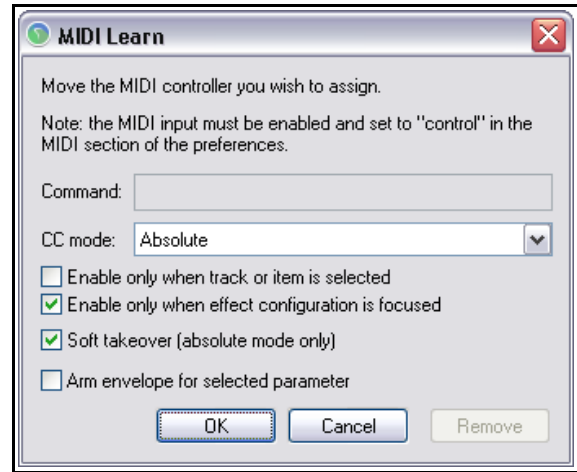 MIDI Learn
Move the MIDI controller you wish to assign.
Note: the MIDI input must be enabled and set to "control" in the
MIDI section of the preferences.
Command:
CC mode: Absolute
Enable only when track or item is selected
Enable only when effect configuration is focused
Soft takeover (absolute mode only)
Arm envelope for selected parameter
OK Cancel Remove